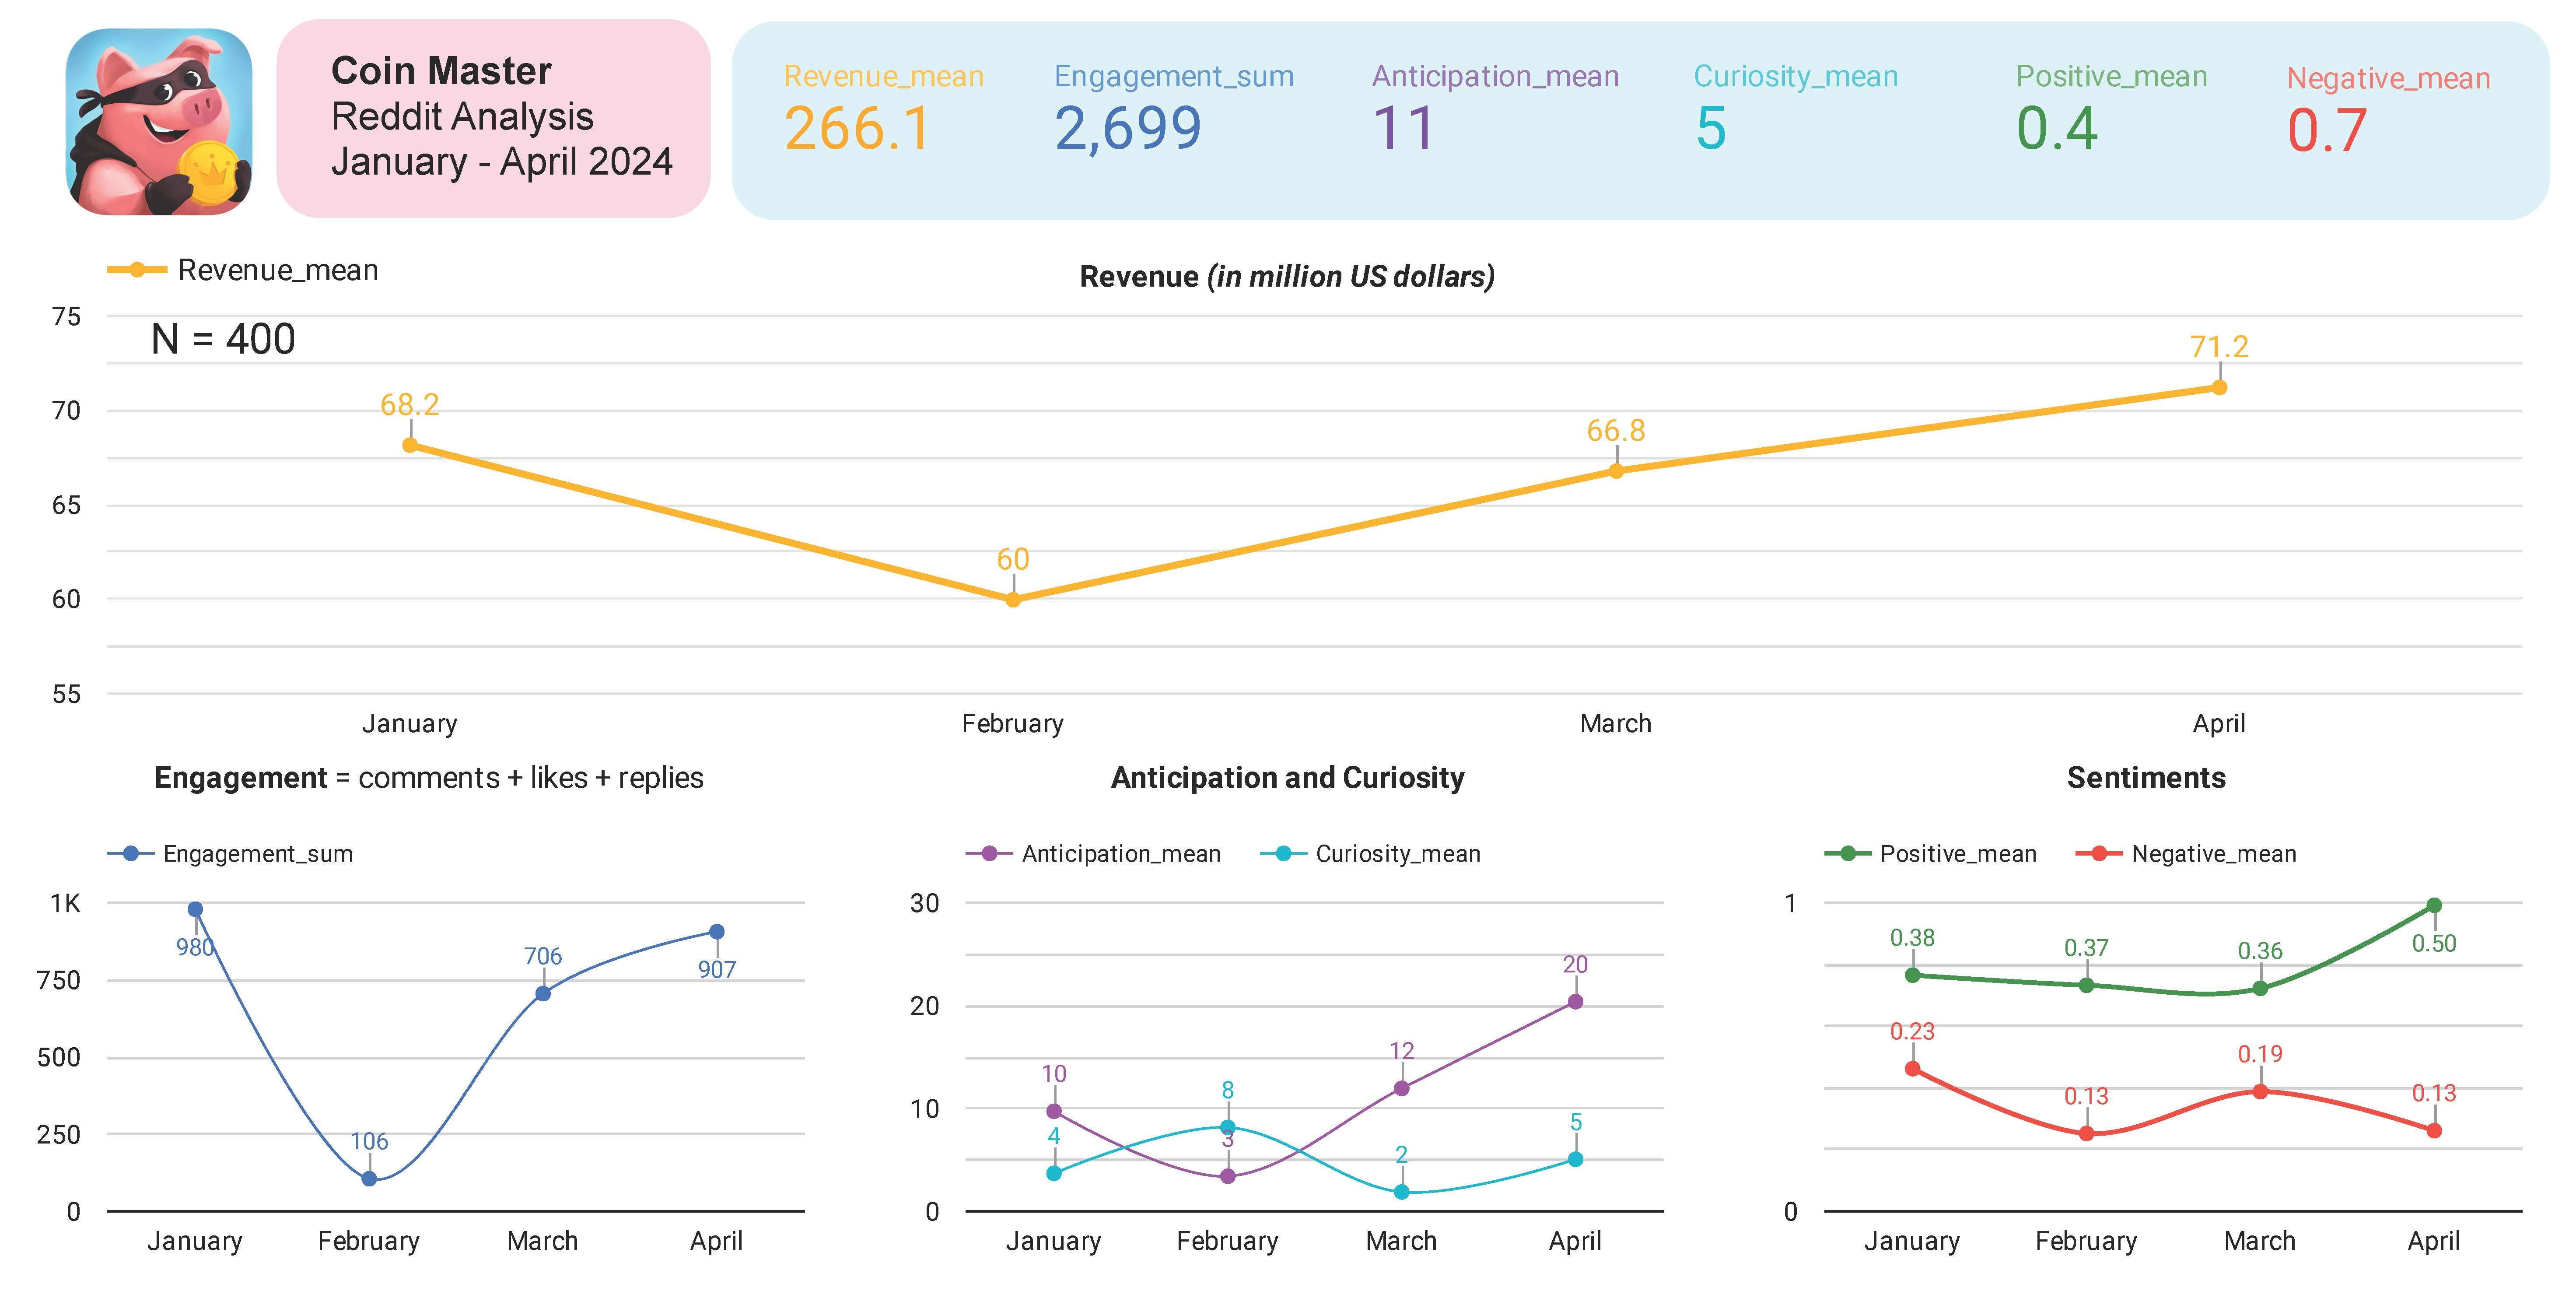 Coin Master
Reddit Analysis
January - April 2024
Revenue_mean
266.1
Engagement_sum
2,699
Anticipation_mean
11
Curiosity_mean
5
Positive_mean
0.4
Negative_mean
0.7
Revenue_mean
Revenue (in million US dollars)
N = 400
75
70
65
60
55
68.2
60
66.8
71.2
January February March April
Engagement = comments + likes + replies
Engagement_sum
1K
750
500
250
0
980
106
706
907
January February March April
Anticipation and Curiosity
Anticipation_mean Curiosity_mean
30
20
10
0
10
3
12
20
4
8
2
5
January February March April
Sentiments
Positive_mean Negative_mean
1
0
0.38
0.37
0.36
0.50
0.23
0.13
0.19
0.13
January February March April